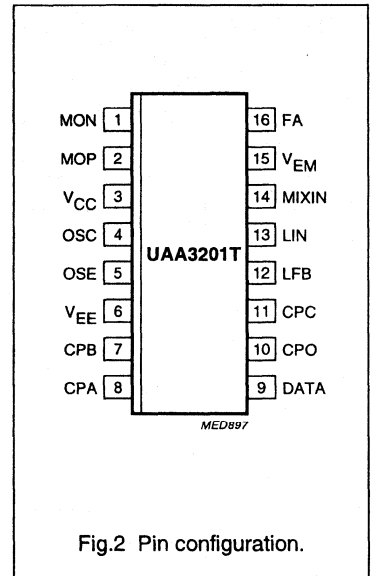 MON 1 16 FA
MOP 2 15 VEM
VCC 3 14 MIXIN
OSC 4 13 LIN
UAA3201T
OSE 5 12 LFB
VEE 6 11 CPC
CPB 7 10 CPO
CPA 8 9 DATA
MED897
Fig.2 Pin configuration.